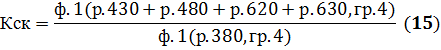 Кск = ф.1(р.430 + р.480 + р.620 + р.630, гр.4) / ф.1(р.380, гр.4) (15)